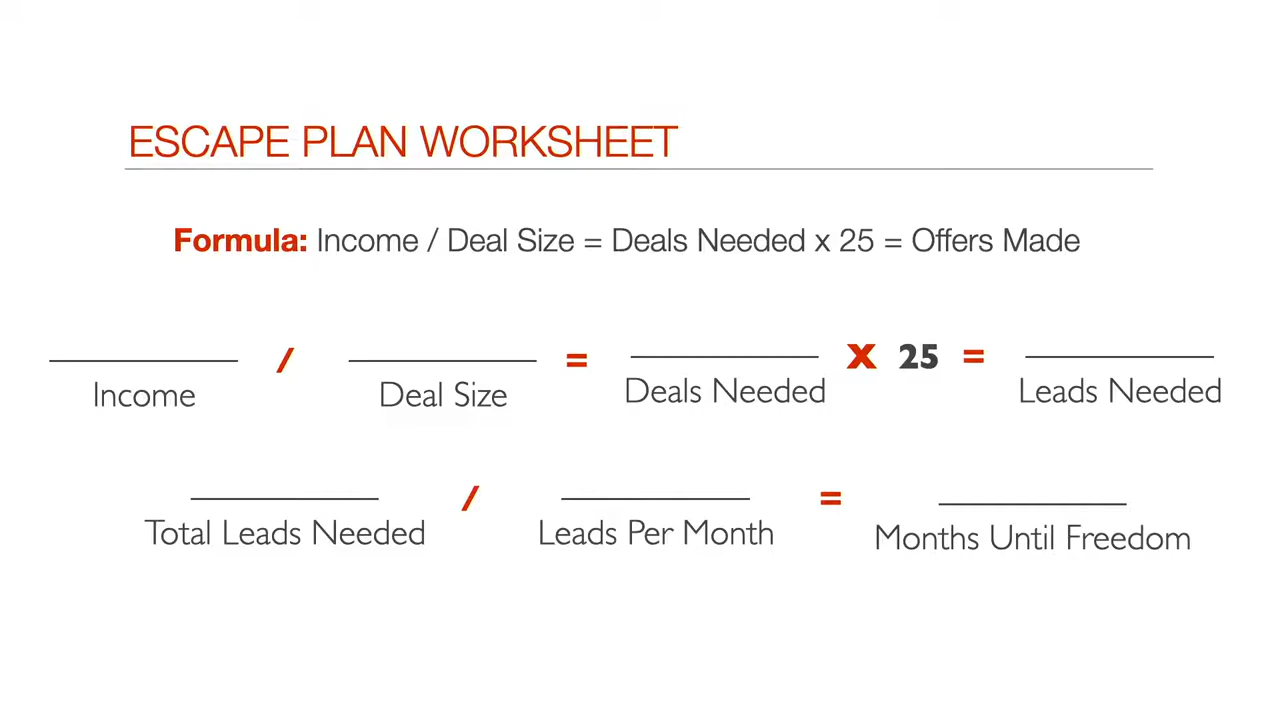 ESCAPE PLAN WORKSHEET
Formula: Income / Deal Size = Deals Needed x 25 = Offers Made
/ = X 25 =
Income Deal Size Deals Needed Leads Needed
/ =
Total Leads Needed Leads Per Month Months Until Freedom